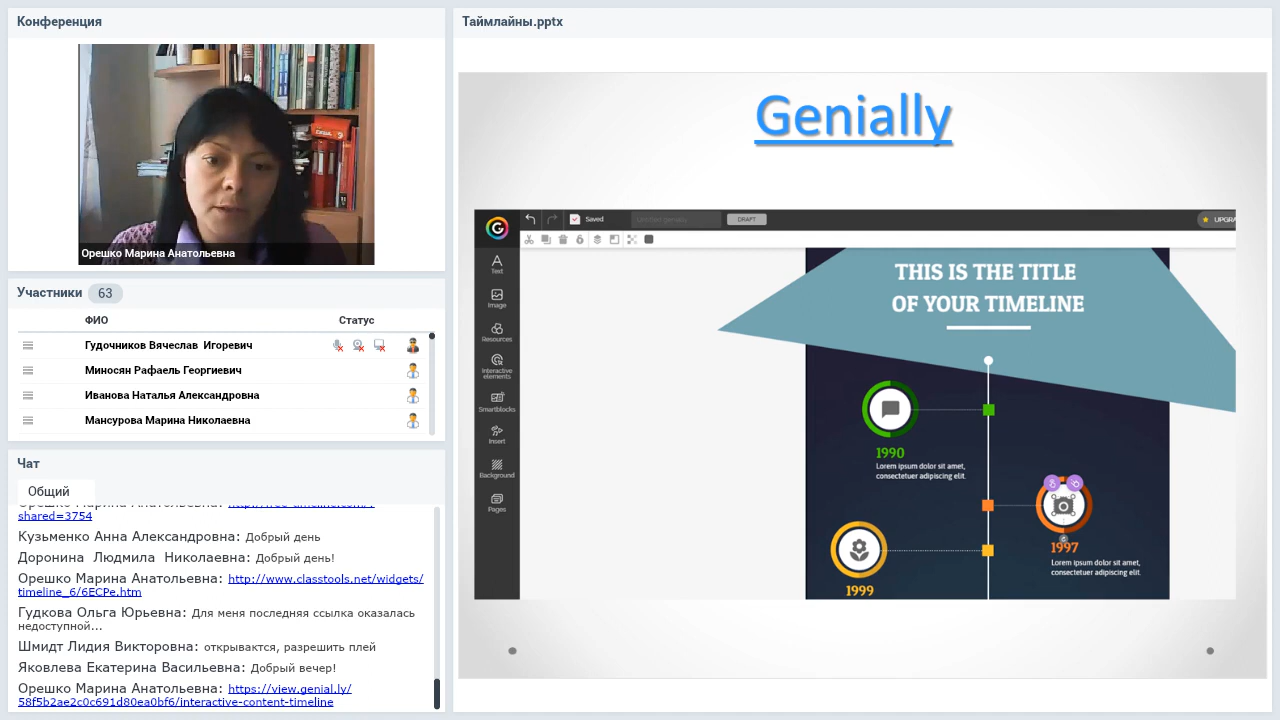 Конференция
Орешко Марина Анатольевна
Участники 63
ФИО Статус
Гудочников Вячеслав Игоревич
Миносян Рафаель Георгиевич
Иванова Наталья Александровна
Мансурова Марина Николаевна
Чат
Общий
shared=3754
Кузьменко Анна Александровна: Добрый день
Доронина Людмила Николаевна: Добрый день!
Орешко Марина Анатольевна: http://www.classtools.net/widgets/
timeline_6/6ECPe.htm
Гудкова Ольга Юрьевна: Для меня последняя ссылка оказалась
недоступной...
Шмидт Лидия Викторовна: открывактся, разрешить плей
Яковлева Екатерина Васильевна: Добрый вечер!
Орешко Марина Анатольевна: https://view.genial.ly/
58f5b2ae2c0c691d80ea0bf6/interactive-content-timeline
Таймлайны.pptx
Genially
Saved
DRAFT
UPGRA
Text
Image
Resources
Interactive
elements
Smartblocks
Insert
Background
Pages
THIS IS THE TITLE
OF YOUR TIMELINE
1990
Lorem ipsum dolor sit amet,
consectetuer adipiscing elit.
1997
Lorem ipsum dolor sit amet,
consectetuer adipiscing elit.
1999